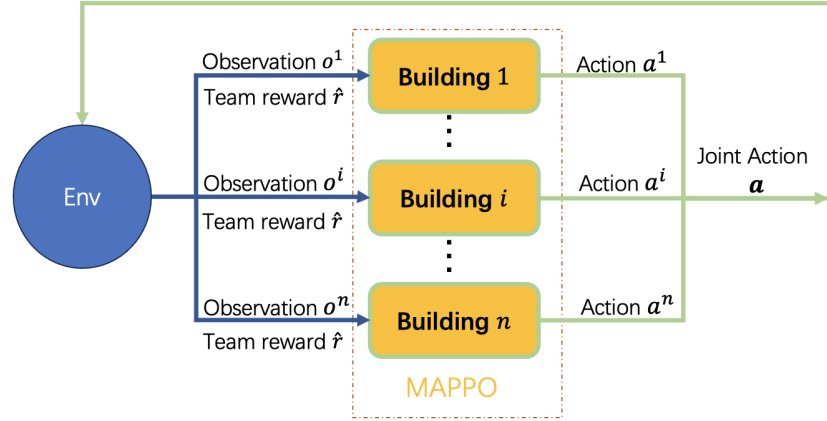 Observation o¹
Team reward r̂
Building 1
Action a¹
Env
Observation oⁱ
Team reward r̂
Building i
Action aⁱ
Joint Action
a
Observation oⁿ
Team reward r̂
Building n
Action aⁿ
MAPPO